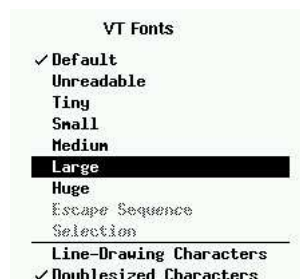 VT Fonts
✓ Default
Unreadable
Tiny
Small
Medium
Large
Huge
Escape Sequence
Selection
Line-Drawing Characters
✓ Doublesized Characters